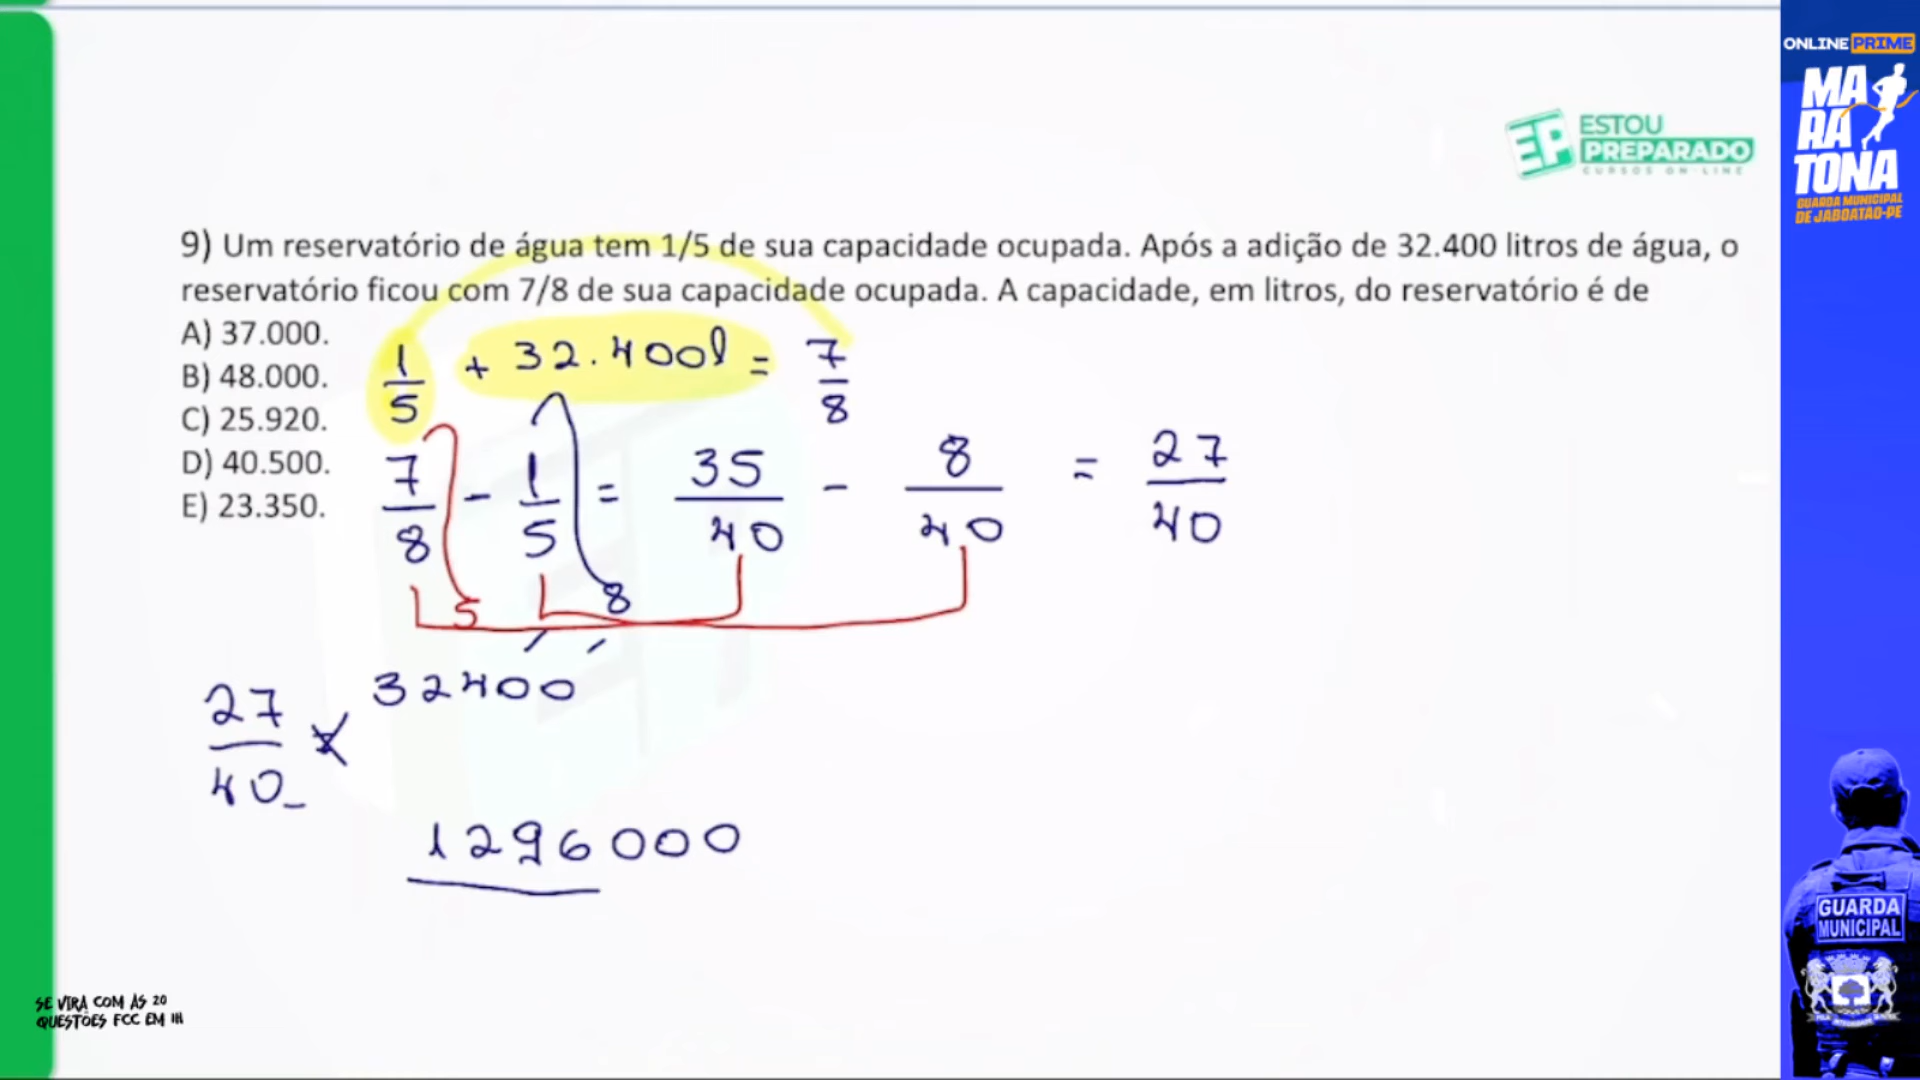 ONLINE PRIME
MA
RA
TONA
GUARDA MUNICIPAL
DE JABOATÃO-PE
EP ESTOU
PREPARADO
CURSOS ON-LINE
9) Um reservatório de água tem 1/5 de sua capacidade ocupada. Após a adição de 32.400 litros de água, o
reservatório ficou com 7/8 de sua capacidade ocupada. A capacidade, em litros, do reservatório é de
A) 37.000.
B) 48.000.
C) 25.920.
D) 40.500.
E) 23.350.
1/5 + 32.400l = 7/8
7/8 - 1/5 = 35/40 - 8/40 = 27/40
5 8
27/40 x 32400
1296000
GUARDA
MUNICIPAL
SE VIRA COM AS 20
QUESTÕES FCC EM 1H